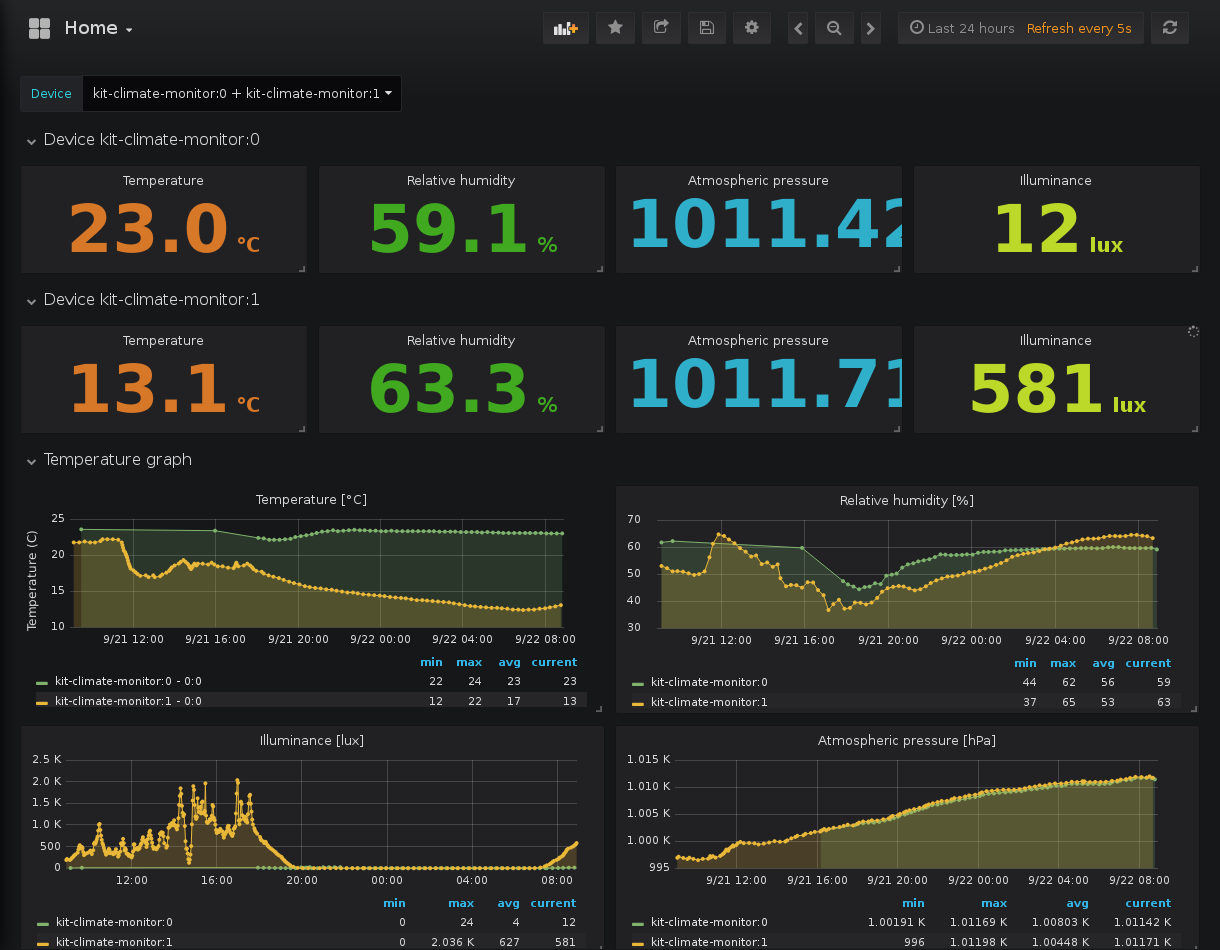 Home
Last 24 hours Refresh every 5s
Device kit-climate-monitor:0 + kit-climate-monitor:1
Device kit-climate-monitor:0
Temperature Relative humidity Atmospheric pressure Illuminance
23.0 °C 59.1 % 1011.42 12 lux
Device kit-climate-monitor:1
Temperature Relative humidity Atmospheric pressure Illuminance
13.1 °C 63.3 % 1011.71 581 lux
Temperature graph
Temperature [°C]
Temperature (C)
25
20
15
10
9/21 12:00 9/21 16:00 9/21 20:00 9/22 00:00 9/22 04:00 9/22 08:00
min max avg current
kit-climate-monitor:0 - 0:0 22 24 23 23
kit-climate-monitor:1 - 0:0 12 22 17 13
Relative humidity [%]
70
60
50
40
30
9/21 12:00 9/21 16:00 9/21 20:00 9/22 00:00 9/22 04:00 9/22 08:00
min max avg current
kit-climate-monitor:0 44 62 56 59
kit-climate-monitor:1 37 65 53 63
Illuminance [lux]
2.5 K
2.0 K
1.5 K
1.0 K
500
0
12:00 16:00 20:00 00:00 04:00 08:00
min max avg current
kit-climate-monitor:0 0 24 4 12
kit-climate-monitor:1 0 2.036 K 627 581
Atmospheric pressure [hPa]
1.015 K
1.010 K
1.005 K
1.000 K
995
9/21 12:00 9/21 16:00 9/21 20:00 9/22 00:00 9/22 04:00 9/22 08:00
min max avg current
kit-climate-monitor:0 1.00191 K 1.01169 K 1.00803 K 1.01142 K
kit-climate-monitor:1 996 1.01198 K 1.00448 K 1.01171 K